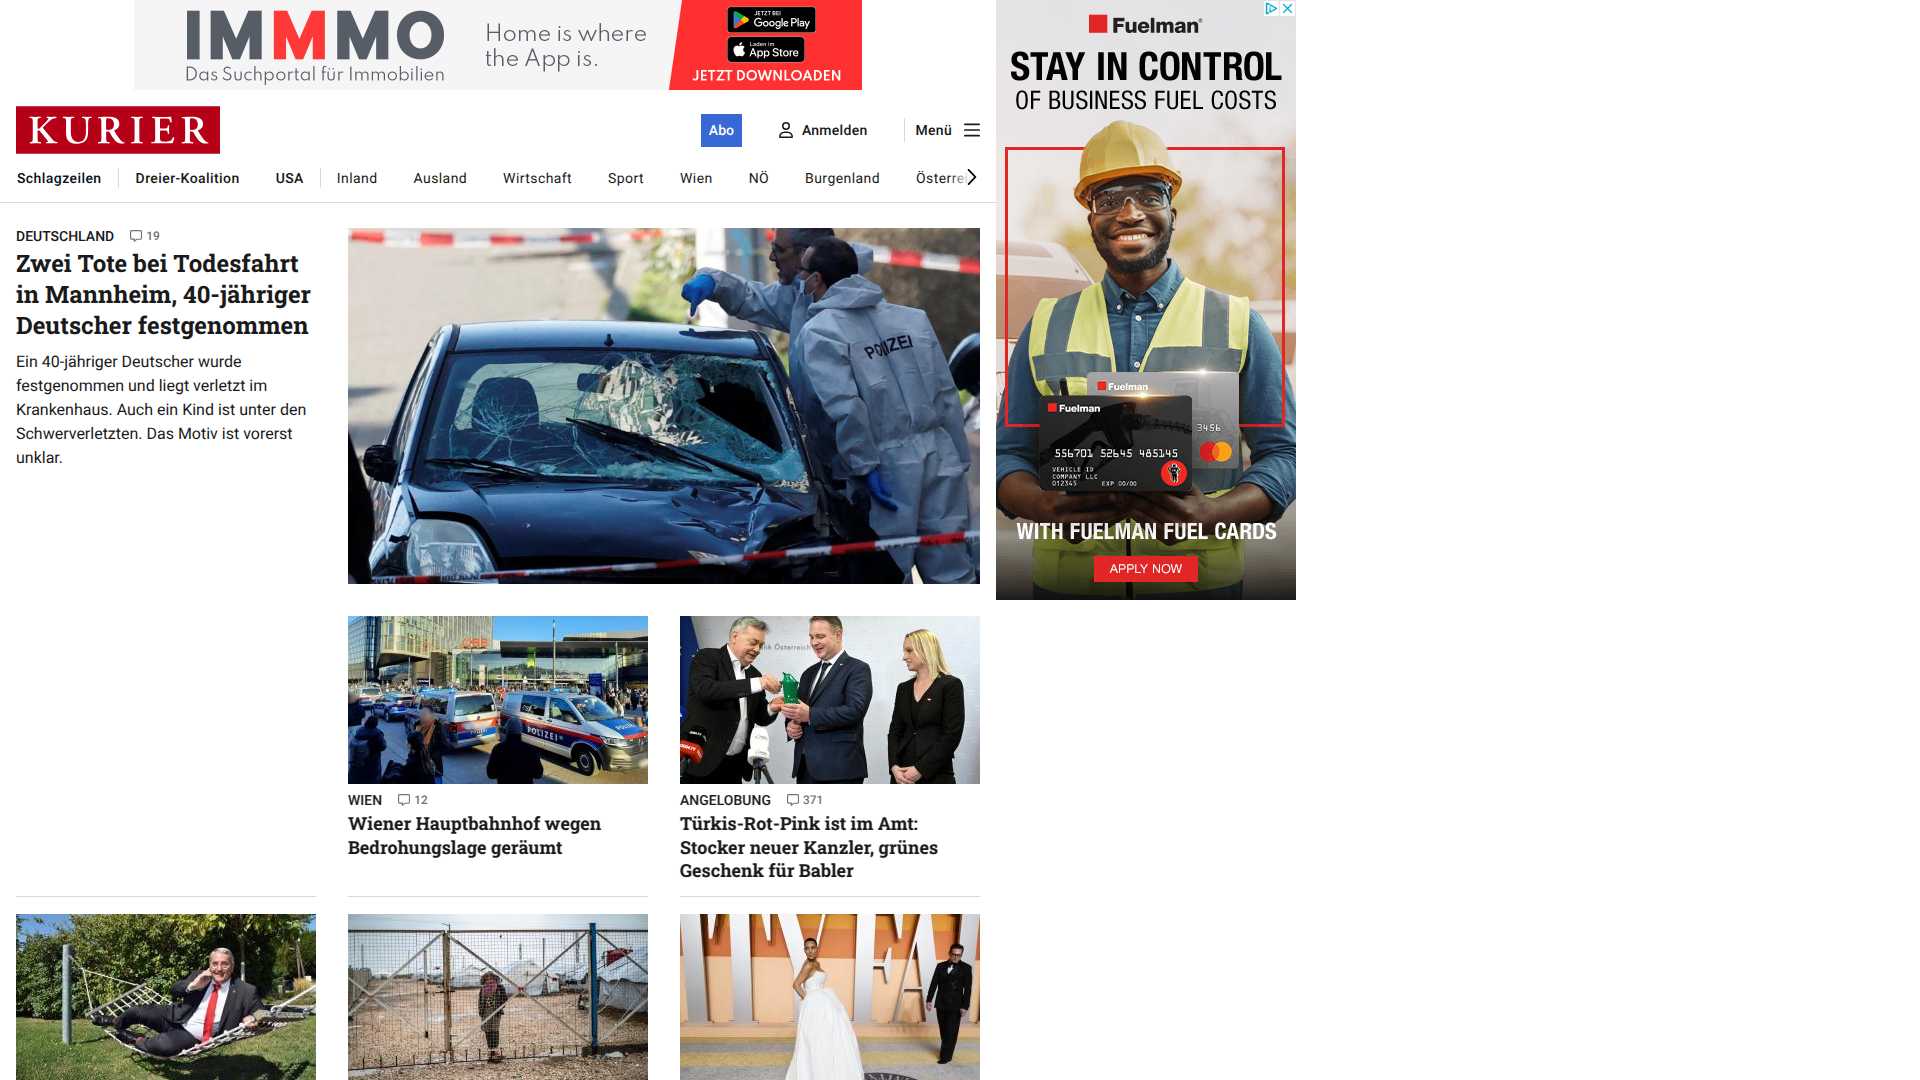 IMMMO
Das Suchportal für Immobilien
Home is where
the App is.
JETZT BEI
Google Play
Laden im
App Store
JETZT DOWNLOADEN
KURIER
Abo
Anmelden
Menü
Schlagzeilen
Dreier-Koalition
USA
Inland
Ausland
Wirtschaft
Sport
Wien
NÖ
Burgenland
Österre
DEUTSCHLAND 19
Zwei Tote bei Todesfahrt
in Mannheim, 40-jähriger
Deutscher festgenommen
Ein 40-jähriger Deutscher wurde
festgenommen und liegt verletzt im
Krankenhaus. Auch ein Kind ist unter den
Schwerverletzten. Das Motiv ist vorerst
unklar.
POLIZEI
Fuelman
STAY IN CONTROL
OF BUSINESS FUEL COSTS
Fuelman
Fuelman
3456
556701 52645 485145
VEHICLE ID
COMPANY LLC
012345 EXP 00/00
WITH FUELMAN FUEL CARDS
APPLY NOW
ÖBB
POLIZEI
WIEN 12
Wiener Hauptbahnhof wegen
Bedrohungslage geräumt
Österreich
ANGELOBUNG 371
Türkis-Rot-Pink ist im Amt:
Stocker neuer Kanzler, grünes
Geschenk für Babler